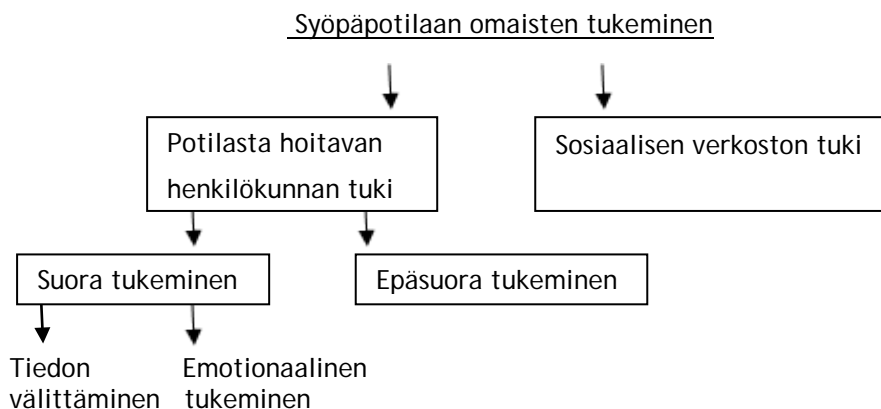 Syöpäpotilaan omaisten tukeminen
Potilasta hoitavan
henkilökunnan tuki
Sosiaalisen verkoston tuki
Suora tukeminen
Epäsuora tukeminen
Tiedon
välittäminen
Emotionaalinen
tukeminen